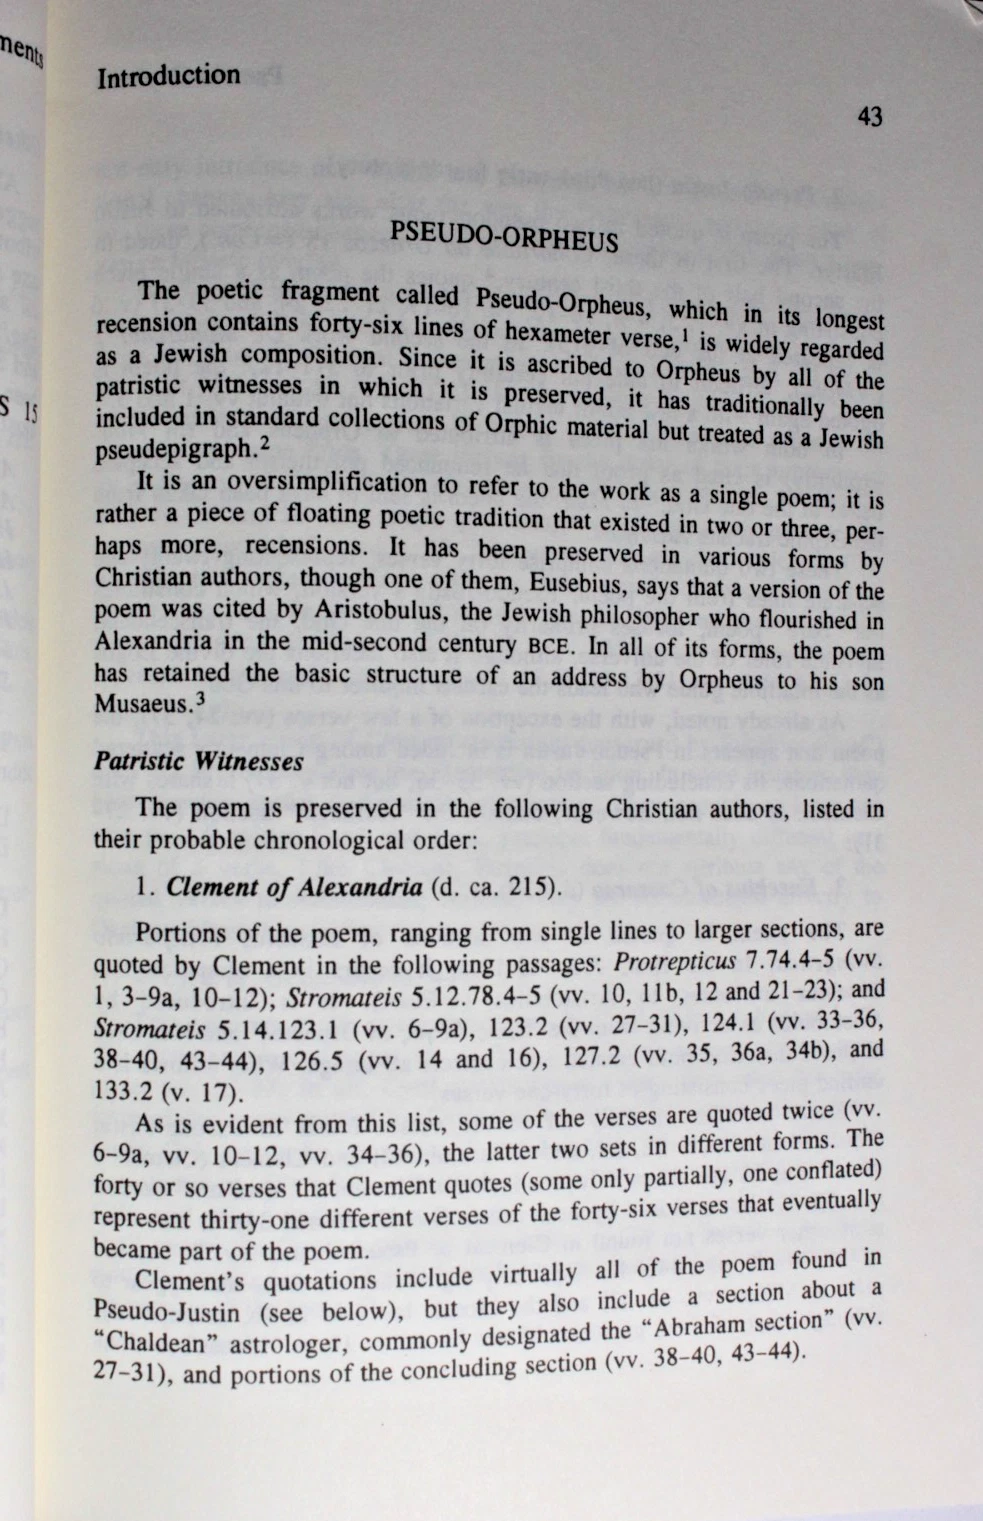 ments
Introduction
43
S 15
PSEUDO-ORPHEUS
The poetic fragment called Pseudo-Orpheus, which in its longest
recension contains forty-six lines of hexameter verse,¹ is widely regarded
as a Jewish composition. Since it is ascribed to Orpheus by all of the
patristic witnesses in which it is preserved, it has traditionally been
included in standard collections of Orphic material but treated as a Jewish
pseudepigraph.²
It is an oversimplification to refer to the work as a single poem; it is
rather a piece of floating poetic tradition that existed in two or three, per-
haps more, recensions. It has been preserved in various forms by
Christian authors, though one of them, Eusebius, says that a version of the
poem was cited by Aristobulus, the Jewish philosopher who flourished in
Alexandria in the mid-second century BCE. In all of its forms, the poem
has retained the basic structure of an address by Orpheus to his son
Musaeus.³
Patristic Witnesses
The poem is preserved in the following Christian authors, listed in
their probable chronological order:
1. Clement of Alexandria (d. ca. 215).
Portions of the poem, ranging from single lines to larger sections, are
quoted by Clement in the following passages: Protrepticus 7.74.4–5 (vv.
1, 3–9a, 10–12); Stromateis 5.12.78.4–5 (vv. 10, 11b, 12 and 21–23); and
Stromateis 5.14.123.1 (vv. 6–9a), 123.2 (vv. 27–31), 124.1 (vv. 33–36,
38–40, 43–44), 126.5 (vv. 14 and 16), 127.2 (vv. 35, 36a, 34b), and
133.2 (v. 17).
As is evident from this list, some of the verses are quoted twice (vv.
6–9a, vv. 10–12, vv. 34–36), the latter two sets in different forms. The
forty or so verses that Clement quotes (some only partially, one conflated)
represent thirty-one different verses of the forty-six verses that eventually
became part of the poem.
Clement's quotations include virtually all of the poem found in
Pseudo-Justin (see below), but they also include a section about a
“Chaldean” astrologer, commonly designated the “Abraham section” (vv.
27–31), and portions of the concluding section (vv. 38–40, 43–44).